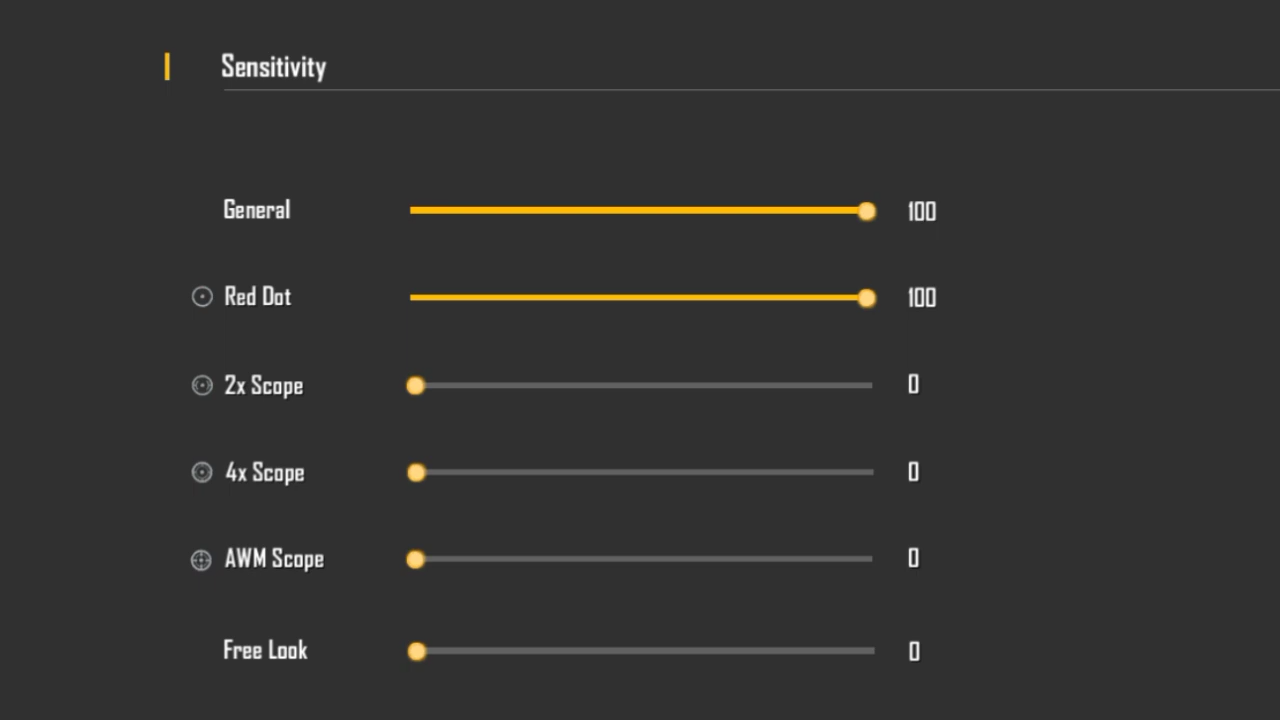 Sensitivity
General 100
Red Dot 100
2x Scope 0
4x Scope 0
AWM Scope 0
Free Look 0